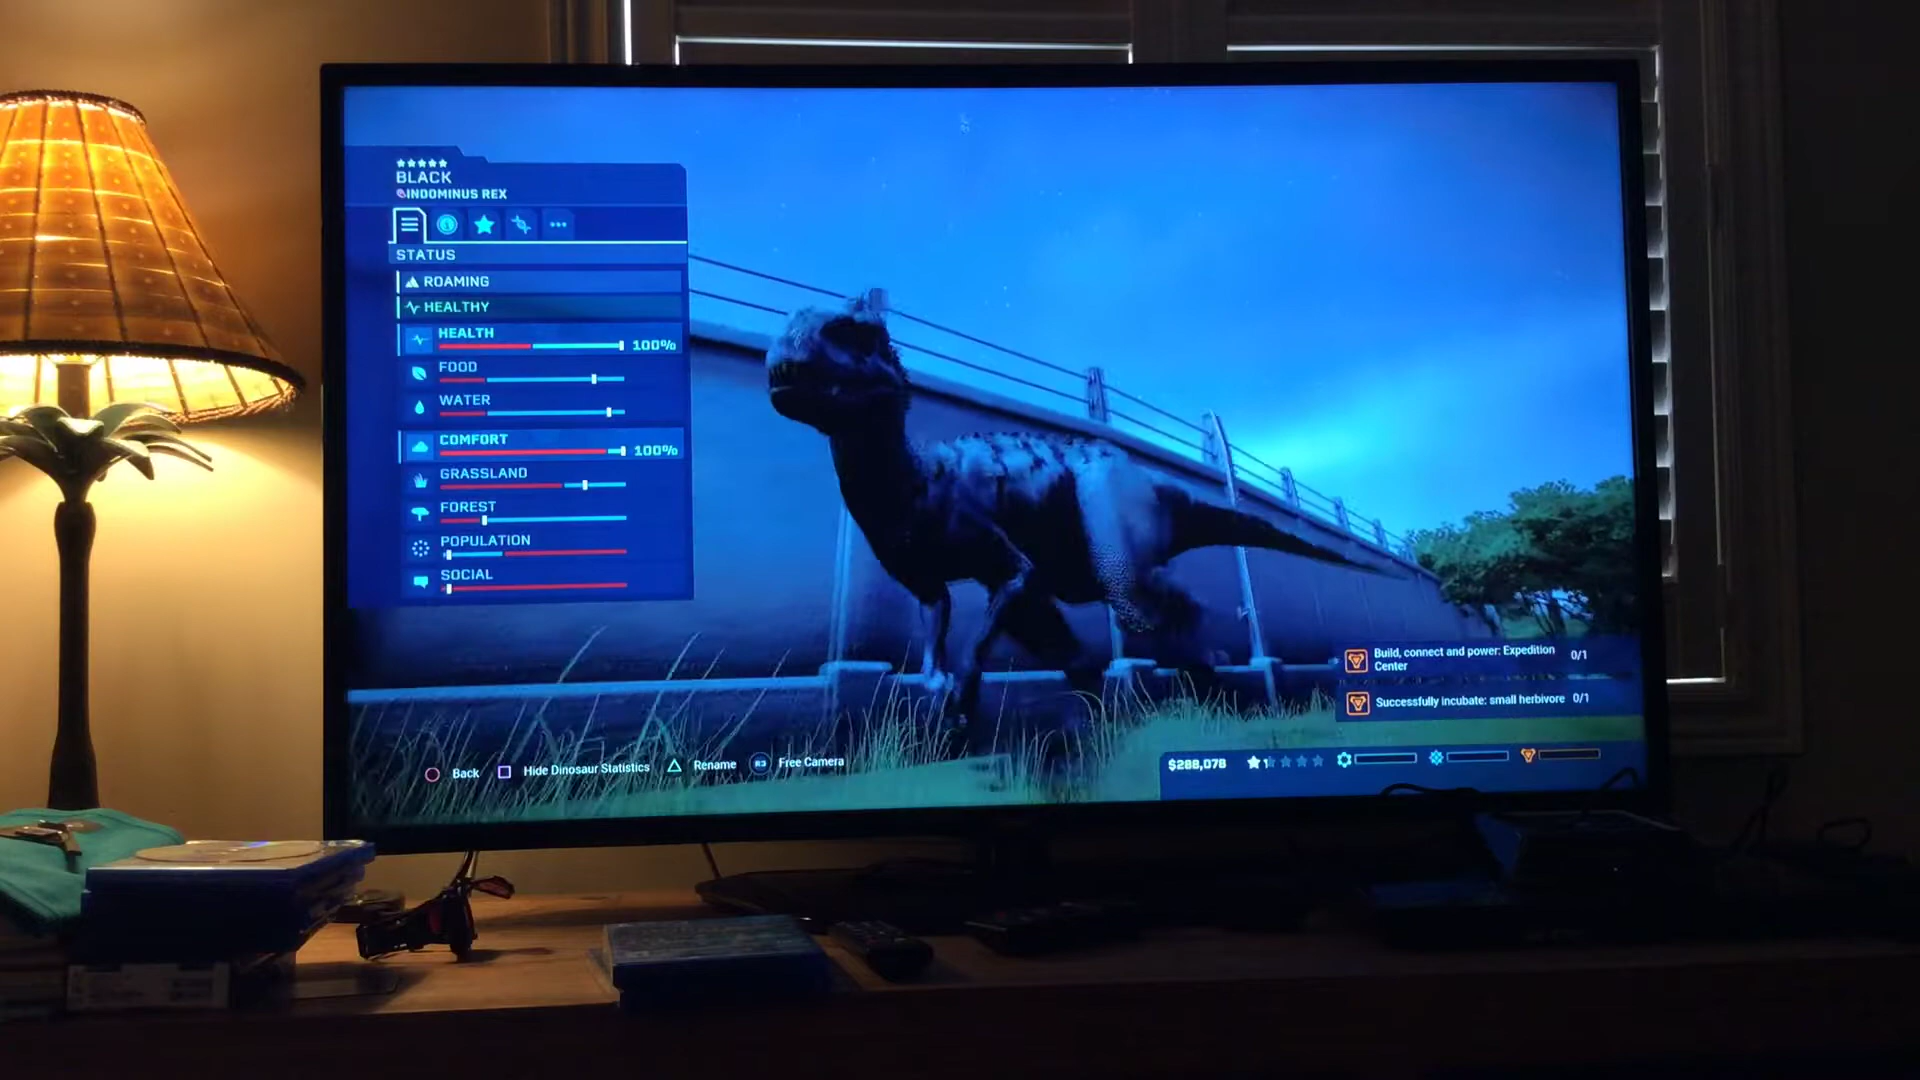 BLACK
INDOMINUS REX
STATUS
ROAMING
HEALTHY
HEALTH
100%
FOOD
WATER
COMFORT
100%
GRASSLAND
FOREST
POPULATION
SOCIAL
Build, connect and power: Expedition
Center
0/1
Successfully incubate: small herbivore 0/1
Back
Hide Dinosaur Statistics
Rename
R3
Free Camera
$288,078
1